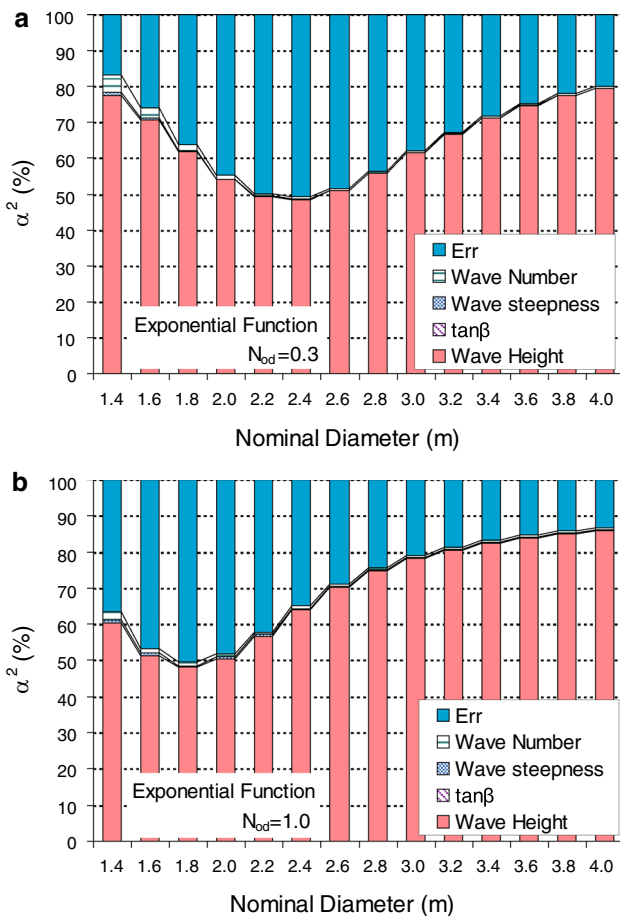 a
100
90
80
70
60
50
40
30
20
10
0
α² (%)
Err
Wave Number
Wave steepness
tanβ
Wave Height
Exponential Function
Nod=0.3
1.4 1.6 1.8 2.0 2.2 2.4 2.6 2.8 3.0 3.2 3.4 3.6 3.8 4.0
Nominal Diameter (m)
b
100
90
80
70
60
50
40
30
20
10
0
α² (%)
Err
Wave Number
Wave steepness
tanβ
Wave Height
Exponential Function
Nod=1.0
1.4 1.6 1.8 2.0 2.2 2.4 2.6 2.8 3.0 3.2 3.4 3.6 3.8 4.0
Nominal Diameter (m)